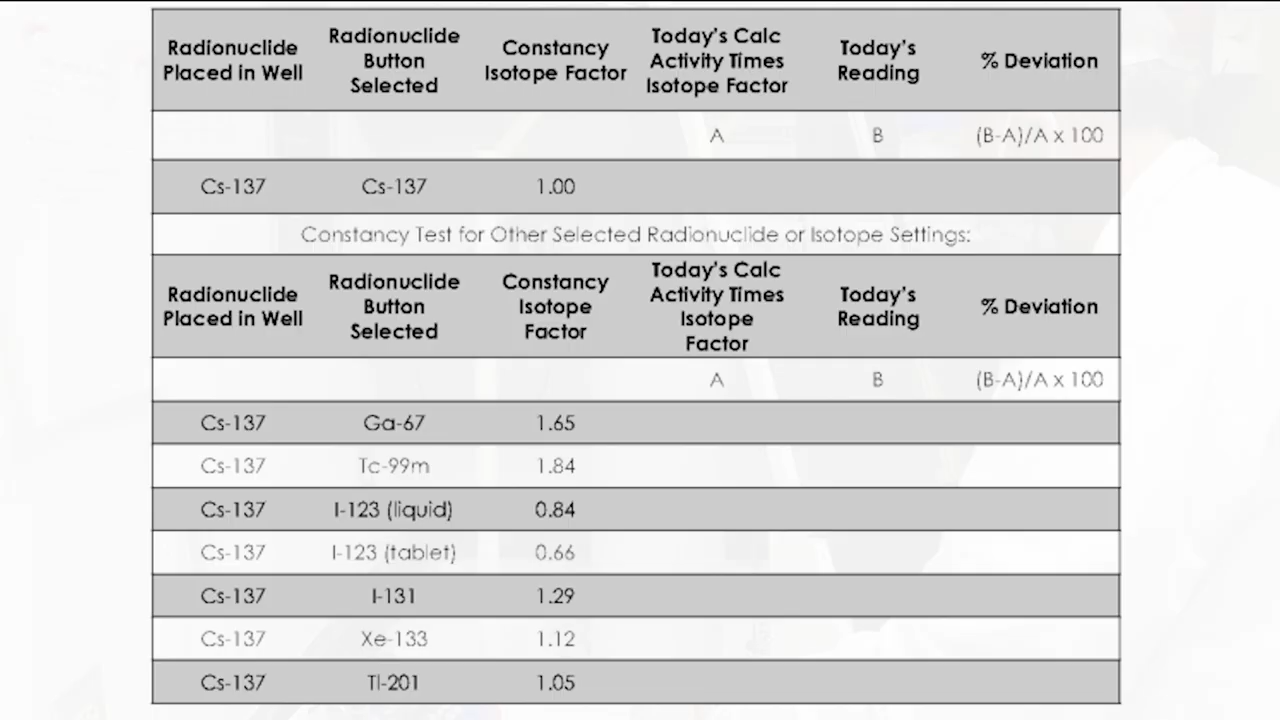 Radionuclide Placed in Well | Radionuclide Button Selected | Constancy Isotope Factor | Today's Calc Activity Times Isotope Factor | Today's Reading | % Deviation
A | B | (B-A)/A x 100
Cs-137 | Cs-137 | 1.00
Constancy Test for Other Selected Radionuclide or Isotope Settings:
Radionuclide Placed in Well | Radionuclide Button Selected | Constancy Isotope Factor | Today's Calc Activity Times Isotope Factor | Today's Reading | % Deviation
A | B | (B-A)/A x 100
Cs-137 | Ga-67 | 1.65
Cs-137 | Tc-99m | 1.84
Cs-137 | I-123 (liquid) | 0.84
Cs-137 | I-123 (tablet) | 0.66
Cs-137 | I-131 | 1.29
Cs-137 | Xe-133 | 1.12
Cs-137 | Tl-201 | 1.05